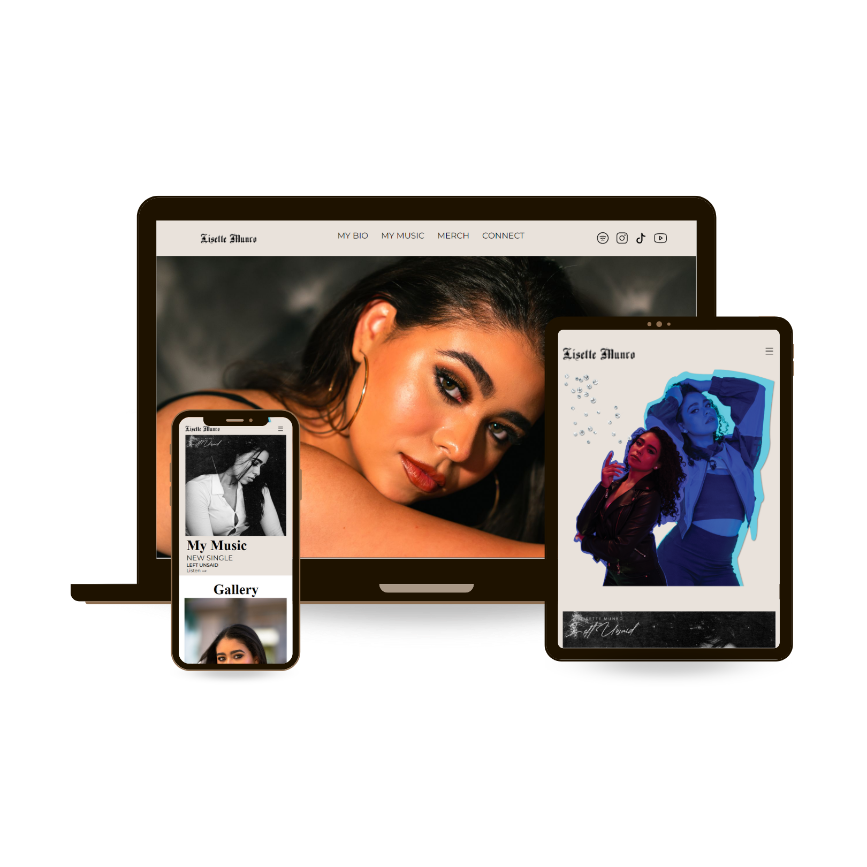 Lisette Munro
MY BIO MY MUSIC MERCH CONNECT
Lisette Munro
Lisette Munro
Left Unsaid
My Music
NEW SINGLE
LEFT UNSAID
Gallery
Left Unsaid